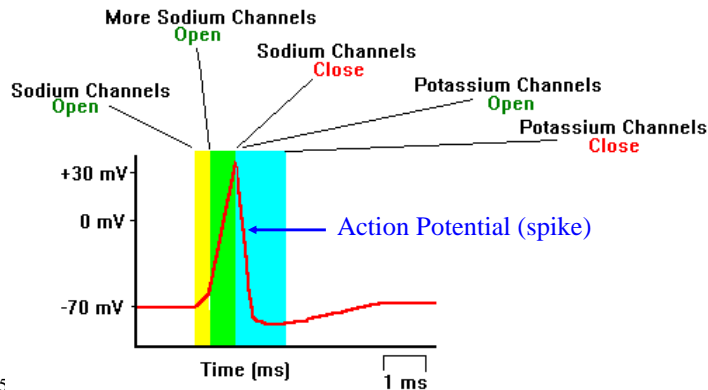 More Sodium Channels
Open
Sodium Channels
Close
Sodium Channels
Open
Potassium Channels
Open
Potassium Channels
Close
+30 mV
0 mV
Action Potential (spike)
-70 mV
Time (ms)
1 ms